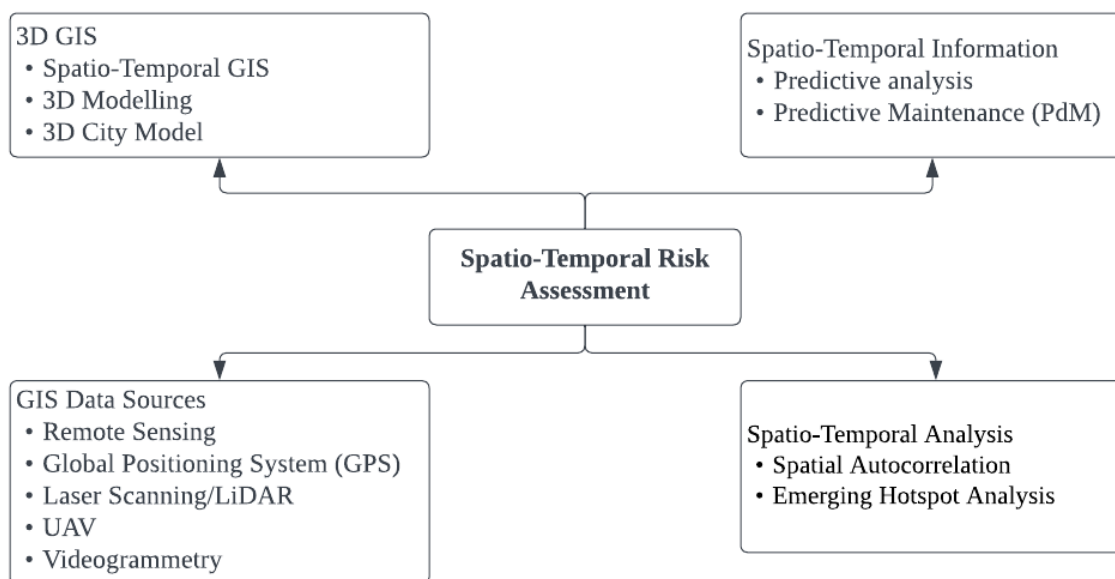 3D GIS
• Spatio-Temporal GIS
• 3D Modelling
• 3D City Model
Spatio-Temporal Information
• Predictive analysis
• Predictive Maintenance (PdM)
Spatio-Temporal Risk
Assessment
GIS Data Sources
• Remote Sensing
• Global Positioning System (GPS)
• Laser Scanning/LiDAR
• UAV
• Videogrammetry
Spatio-Temporal Analysis
• Spatial Autocorrelation
• Emerging Hotspot Analysis